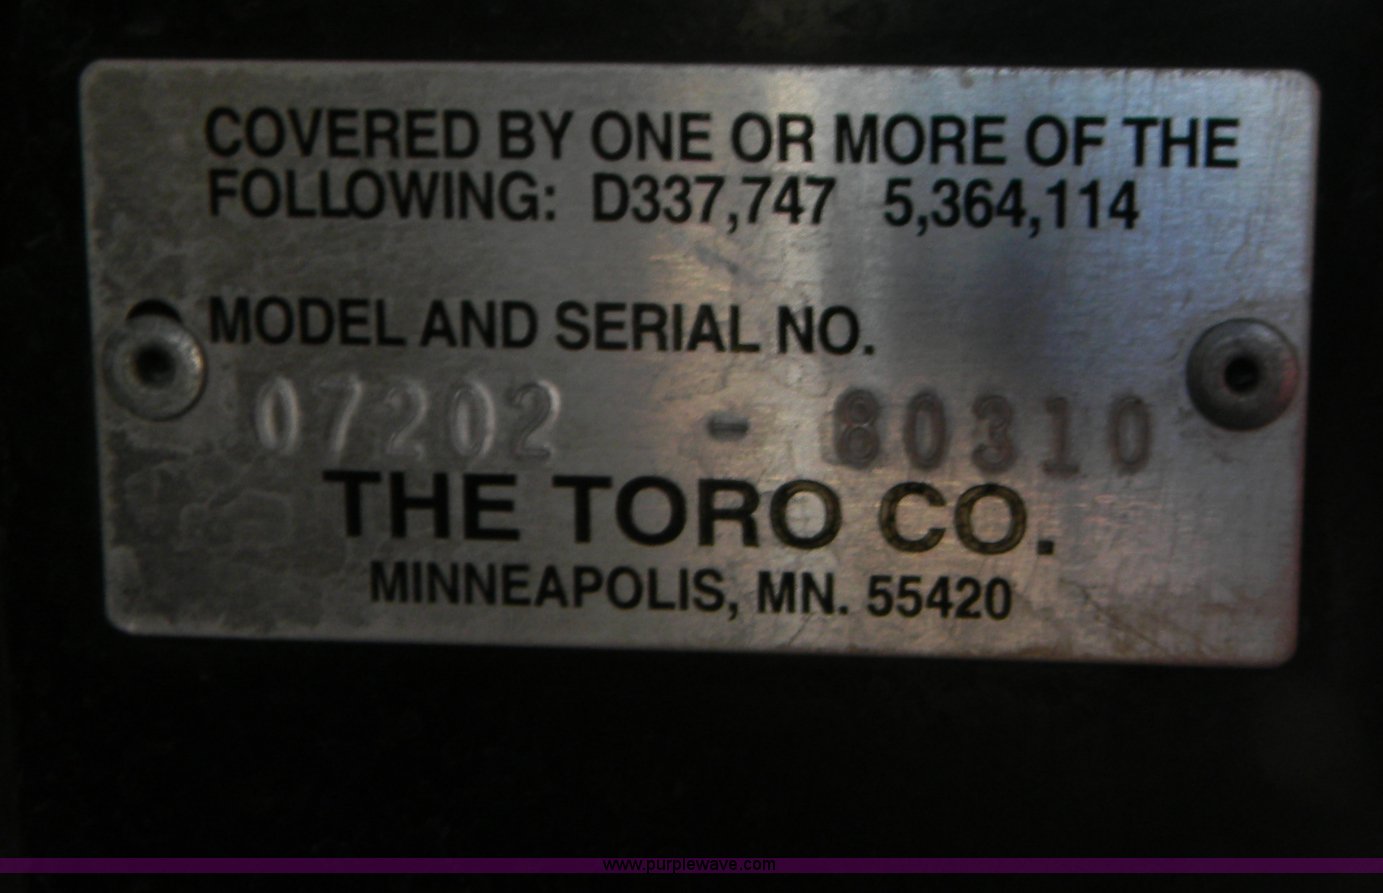 COVERED BY ONE OR MORE OF THE
FOLLOWING: D337,747 5,364,114
MODEL AND SERIAL NO.
07202 - 80310
THE TORO CO.
MINNEAPOLIS, MN. 55420
www.purplewave.com